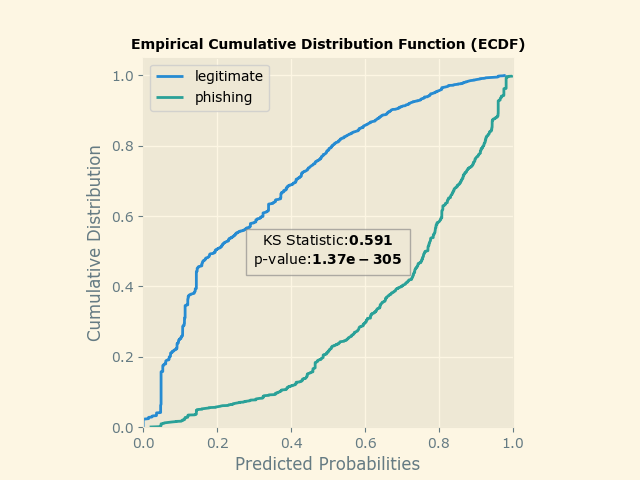 Empirical Cumulative Distribution Function (ECDF)
legitimate
phishing
KS Statistic:0.591
p-value:1.37e − 305
Cumulative Distribution
1.0
0.8
0.6
0.4
0.2
0.0
0.0 0.2 0.4 0.6 0.8 1.0
Predicted Probabilities